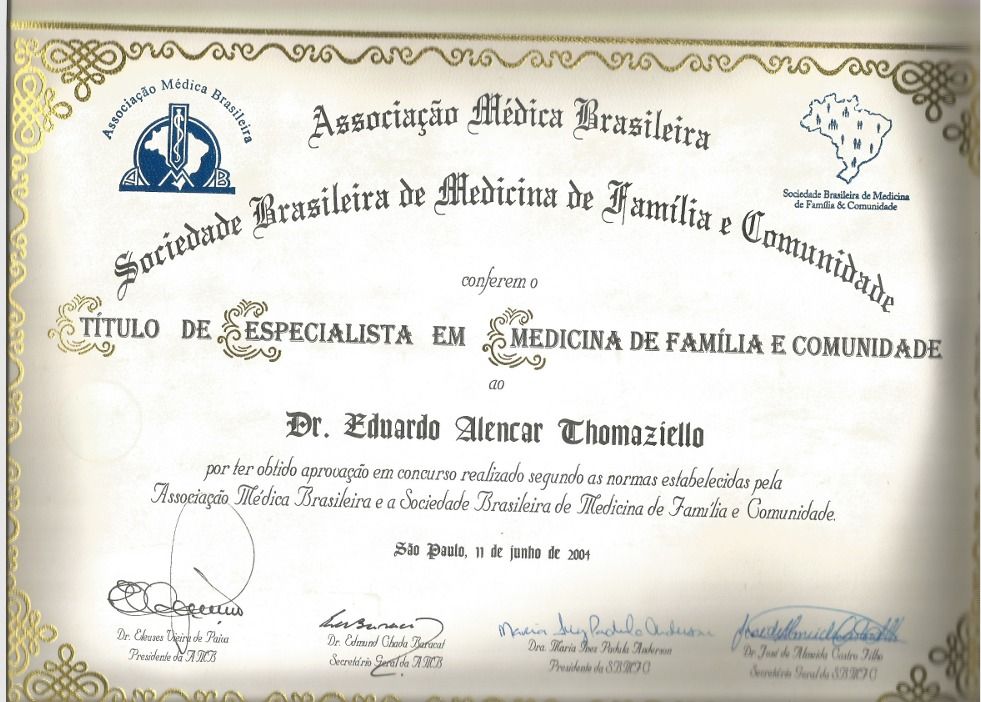 Associação Médica Brasileira
AMB
Associação Médica Brasileira
Sociedade Brasileira de Medicina
de Família & Comunidade
Sociedade Brasileira de Medicina de Família e Comunidade
conferem o
TÍTULO DE ESPECIALISTA EM MEDICINA DE FAMÍLIA E COMUNIDADE
ao
Dr. Eduardo Alencar Thomaziello
por ter obtido aprovação em concurso realizado segundo as normas estabelecidas pela
Associação Médica Brasileira e a Sociedade Brasileira de Medicina de Família e Comunidade.
São Paulo, 11 de junho de 2004
Dr. Eleuses Vieira de Paiva
Presidente da AMB
Dr. Edmund Chada Baracat
Secretário Geral da AMB
Maria Inez Padula Anderson
Dra. Maria Inez Padula Anderson
Presidente da SBMFC
Dr. José de Almeida Castro Filho
Secretário Geral da SBMFC